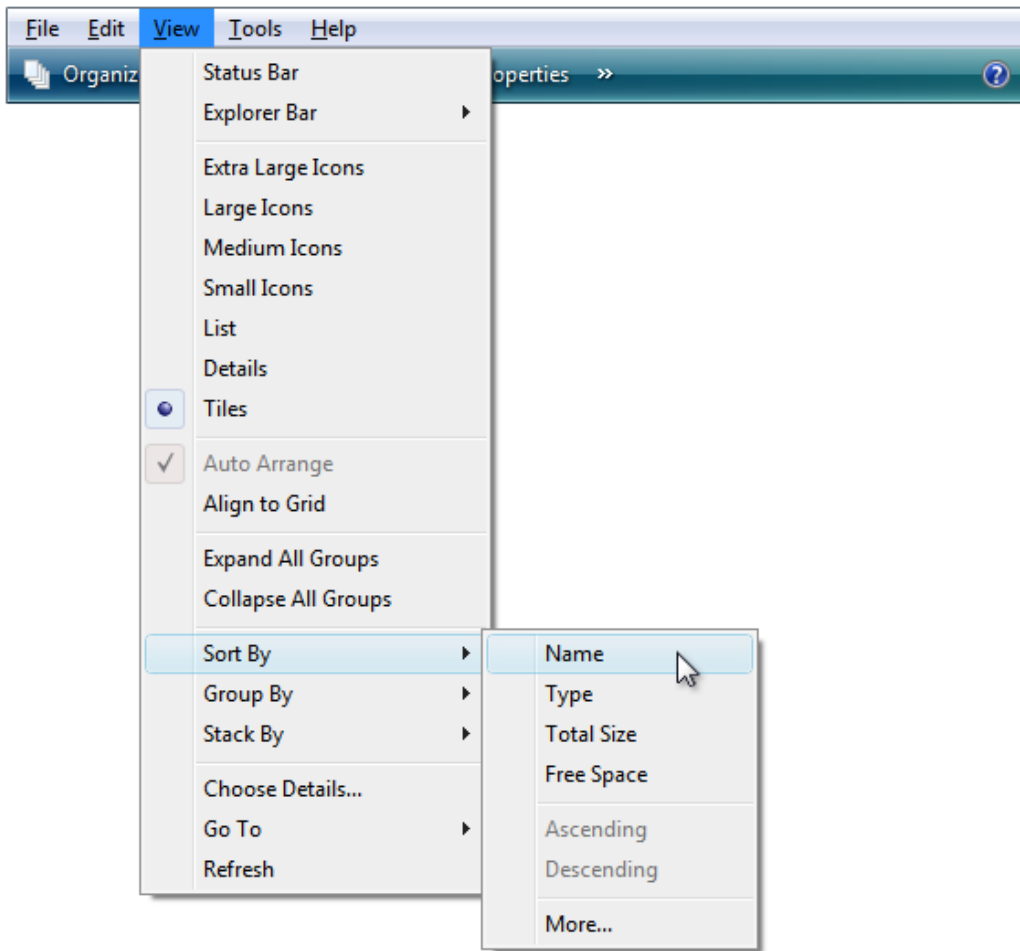 File Edit View Tools Help
Organiz operties »
Status Bar
Explorer Bar
Extra Large Icons
Large Icons
Medium Icons
Small Icons
List
Details
Tiles
Auto Arrange
Align to Grid
Expand All Groups
Collapse All Groups
Sort By
Group By
Stack By
Choose Details...
Go To
Refresh
Name
Type
Total Size
Free Space
Ascending
Descending
More...